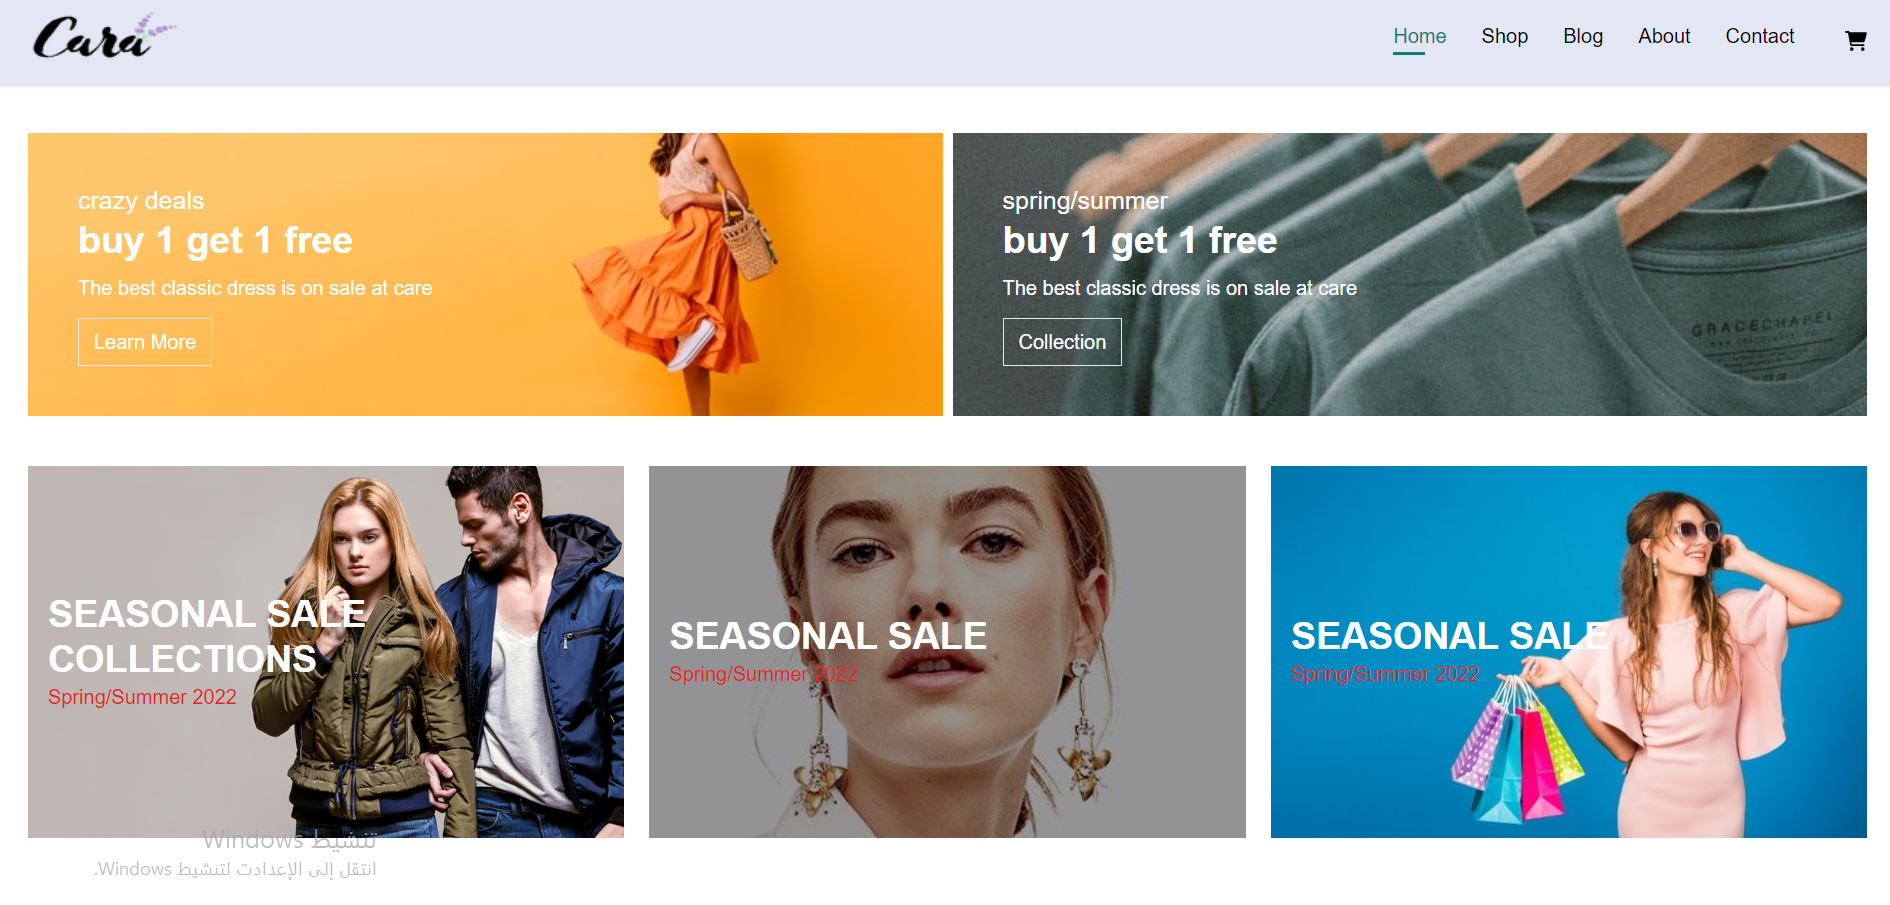 Cara
Home Shop Blog About Contact
crazy deals
buy 1 get 1 free
The best classic dress is on sale at care
Learn More
spring/summer
buy 1 get 1 free
The best classic dress is on sale at care
Collection
GRACECHAPEL
SEASONAL SALE
COLLECTIONS
Spring/Summer 2022
SEASONAL SALE
Spring/Summer 2022
SEASONAL SALE
Spring/Summer 2022
تنشيط Windows
انتقل إلى الإعدادت لتنشيط Windows.